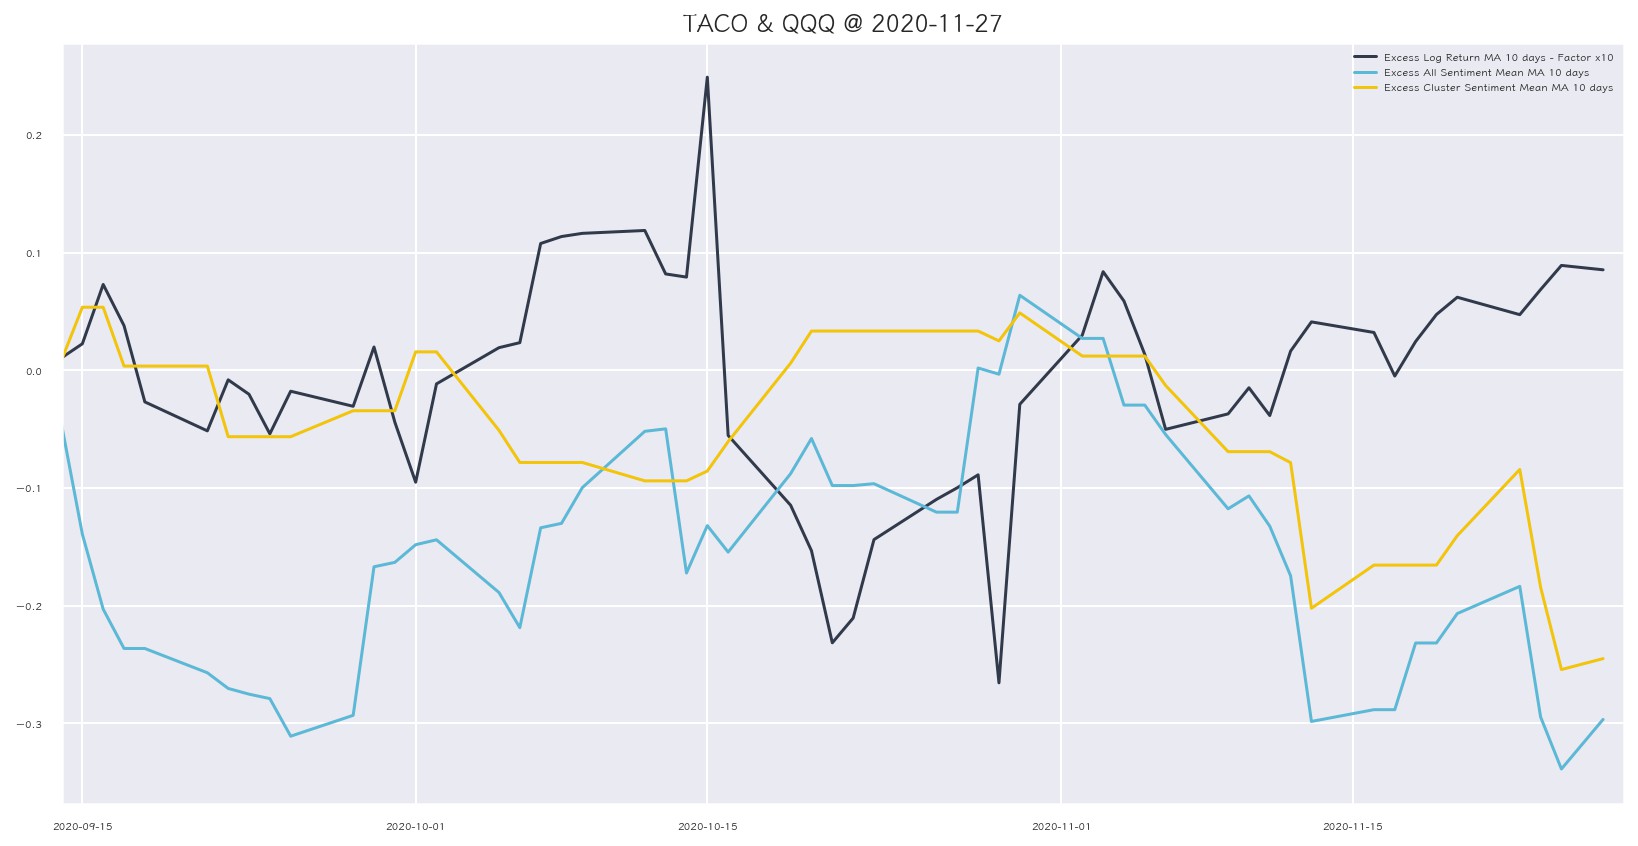 TACO & QQQ @ 2020-11-27
Excess Log Return MA 10 days - Factor x10
Excess All Sentiment Mean MA 10 days
Excess Cluster Sentiment Mean MA 10 days
0.2
0.1
0.0
−0.1
−0.2
−0.3
2020-09-15 2020-10-01 2020-10-15 2020-11-01 2020-11-15